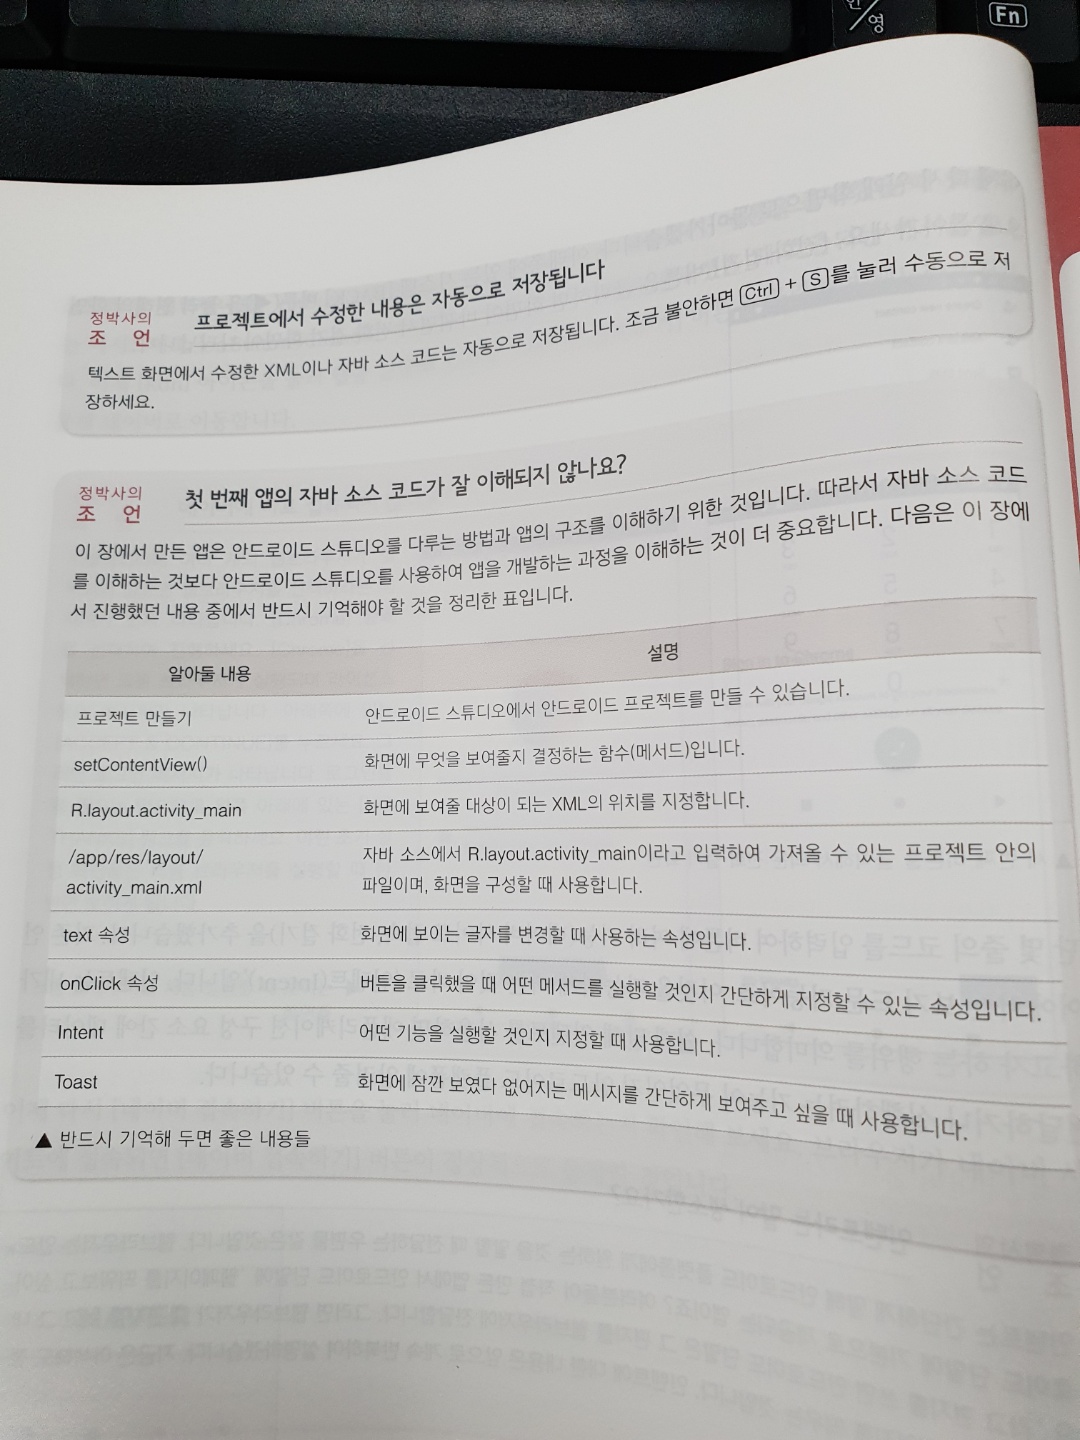 한/영
Fn
정박사의
조 언
프로젝트에서 수정한 내용은 자동으로 저장됩니다
텍스트 화면에서 수정한 XML이나 자바 소스 코드는 자동으로 저장됩니다. 조금 불안하면 Ctrl + S를 눌러 수동으로 저
장하세요.
정박사의
조 언
첫 번째 앱의 자바 소스 코드가 잘 이해되지 않나요?
이 장에서 만든 앱은 안드로이드 스튜디오를 다루는 방법과 앱의 구조를 이해하기 위한 것입니다. 따라서 자바 소스 코드
를 이해하는 것보다 안드로이드 스튜디오를 사용하여 앱을 개발하는 과정을 이해하는 것이 더 중요합니다. 다음은 이 장에
서 진행했던 내용 중에서 반드시 기억해야 할 것을 정리한 표입니다.
알아둘 내용 설명
프로젝트 만들기 안드로이드 스튜디오에서 안드로이드 프로젝트를 만들 수 있습니다.
setContentView() 화면에 무엇을 보여줄지 결정하는 함수(메서드)입니다.
R.layout.activity_main 화면에 보여줄 대상이 되는 XML의 위치를 지정합니다.
/app/res/layout/ 자바 소스에서 R.layout.activity_main이라고 입력하여 가져올 수 있는 프로젝트 안의
activity_main.xml 파일이며, 화면을 구성할 때 사용합니다.
text 속성 화면에 보이는 글자를 변경할 때 사용하는 속성입니다.
onClick 속성 버튼을 클릭했을 때 어떤 메서드를 실행할 것인지 간단하게 지정할 수 있는 속성입니다.
Intent 어떤 기능을 실행할 것인지 지정할 때 사용합니다.
Toast 화면에 잠깐 보였다 없어지는 메시지를 간단하게 보여주고 싶을 때 사용합니다.
▲ 반드시 기억해 두면 좋은 내용들